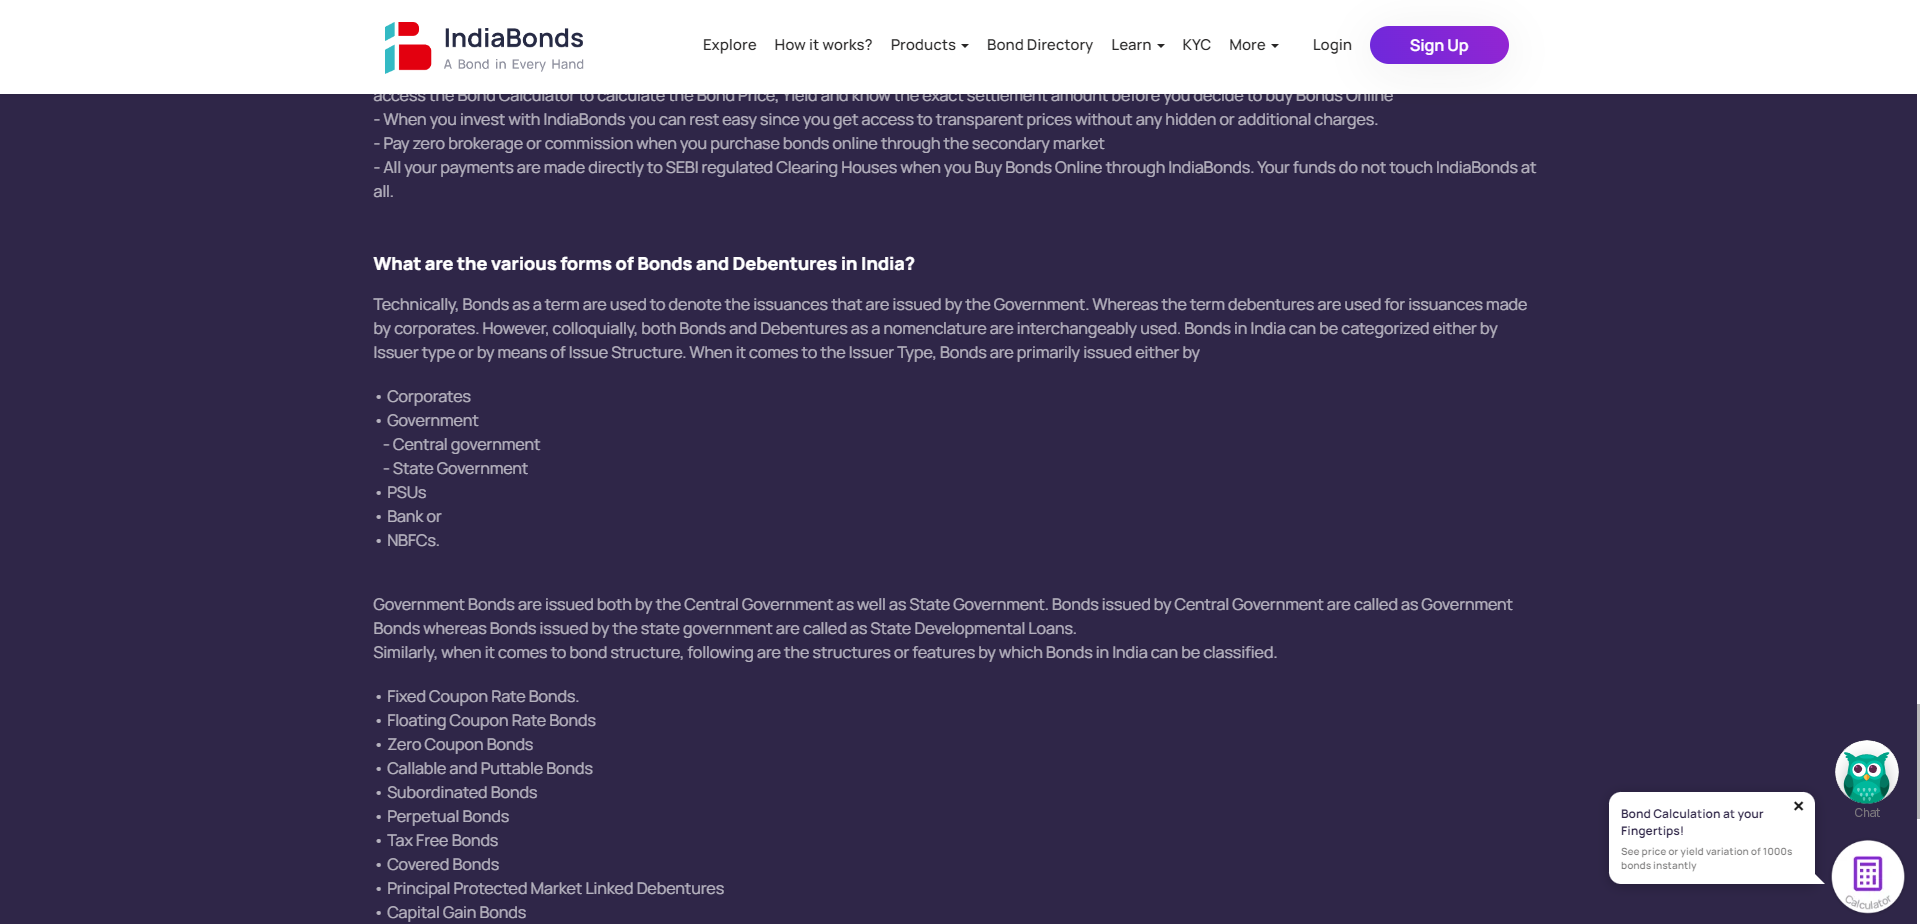 IndiaBonds
A Bond in Every Hand
Explore How it works? Products Bond Directory Learn KYC More Login Sign Up
access the Bond Calculator to calculate the Bond Price, Yield and know the exact settlement amount before you decide to buy Bonds Online
- When you invest with IndiaBonds you can rest easy since you get access to transparent prices without any hidden or additional charges.
- Pay zero brokerage or commission when you purchase bonds online through the secondary market
- All your payments are made directly to SEBI regulated Clearing Houses when you Buy Bonds Online through IndiaBonds. Your funds do not touch IndiaBonds at
all.
What are the various forms of Bonds and Debentures in India?
Technically, Bonds as a term are used to denote the issuances that are issued by the Government. Whereas the term debentures are used for issuances made
by corporates. However, colloquially, both Bonds and Debentures as a nomenclature are interchangeably used. Bonds in India can be categorized either by
Issuer type or by means of Issue Structure. When it comes to the Issuer Type, Bonds are primarily issued either by
• Corporates
• Government
- Central government
- State Government
• PSUs
• Bank or
• NBFCs.
Government Bonds are issued both by the Central Government as well as State Government. Bonds issued by Central Government are called as Government
Bonds whereas Bonds issued by the state government are called as State Developmental Loans.
Similarly, when it comes to bond structure, following are the structures or features by which Bonds in India can be classified.
• Fixed Coupon Rate Bonds.
• Floating Coupon Rate Bonds
• Zero Coupon Bonds
• Callable and Puttable Bonds
• Subordinated Bonds
• Perpetual Bonds
• Tax Free Bonds
• Covered Bonds
• Principal Protected Market Linked Debentures
• Capital Gain Bonds
Chat
Bond Calculation at your
Fingertips!
See price or yield variation of 1000s
bonds instantly
Calculator